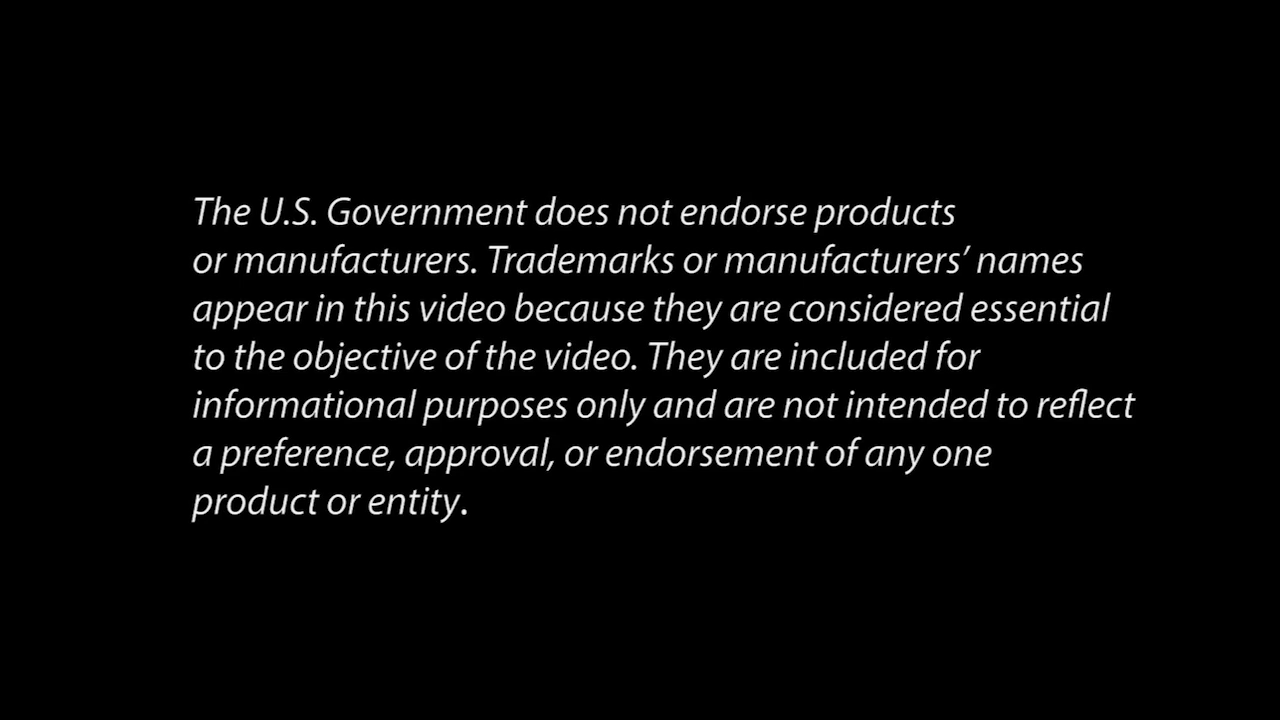 The U.S. Government does not endorse products
or manufacturers. Trademarks or manufacturers’ names
appear in this video because they are considered essential
to the objective of the video. They are included for
informational purposes only and are not intended to reflect
a preference, approval, or endorsement of any one
product or entity.